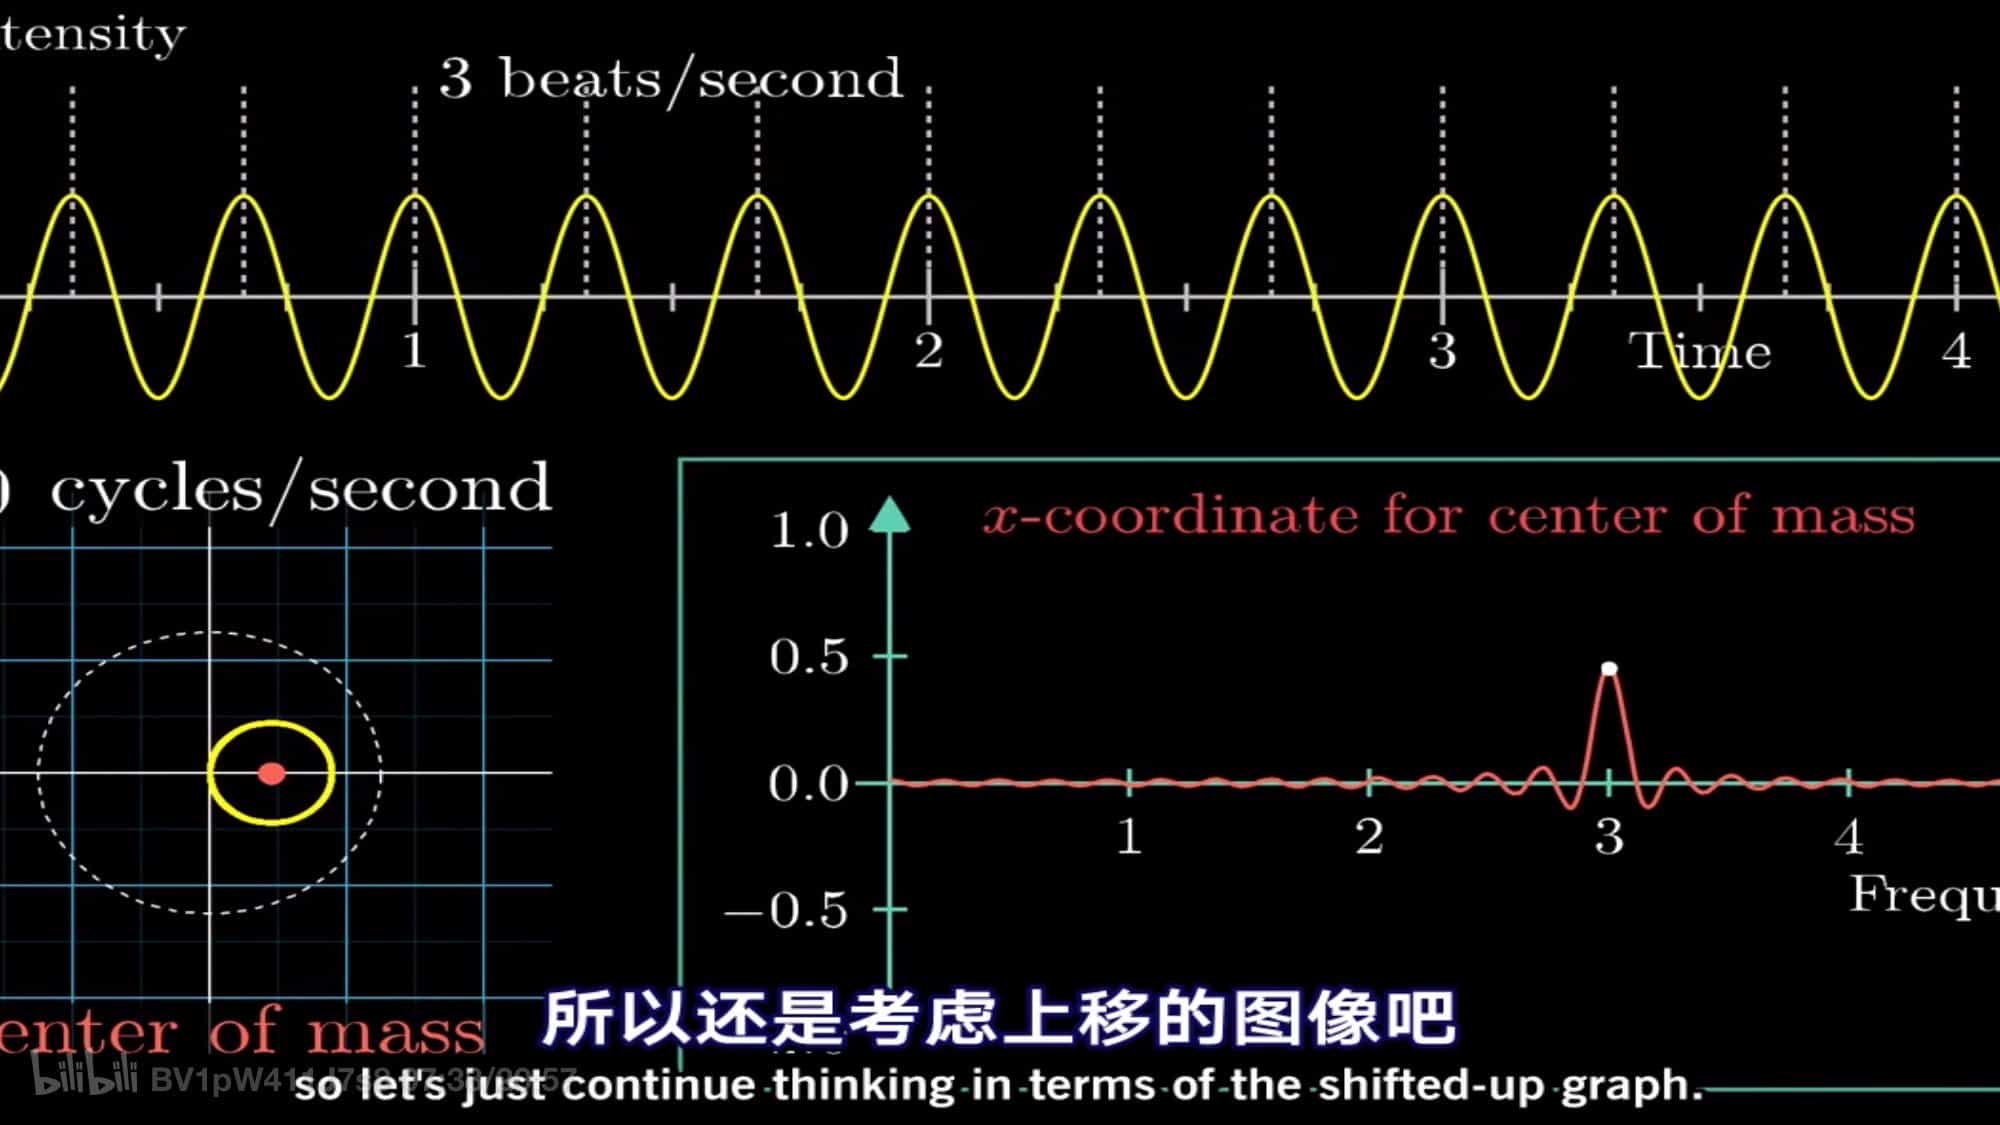 tensity
3 beats/second
1 2 3 Time 4
cycles/second
x-coordinate for center of mass
1.0
0.5
0.0
1 2 3 4
Frequ
−0.5
enter of mass
所以还是考虑上移的图像吧
bilibili
so let's just continue thinking in terms of the shifted-up graph.